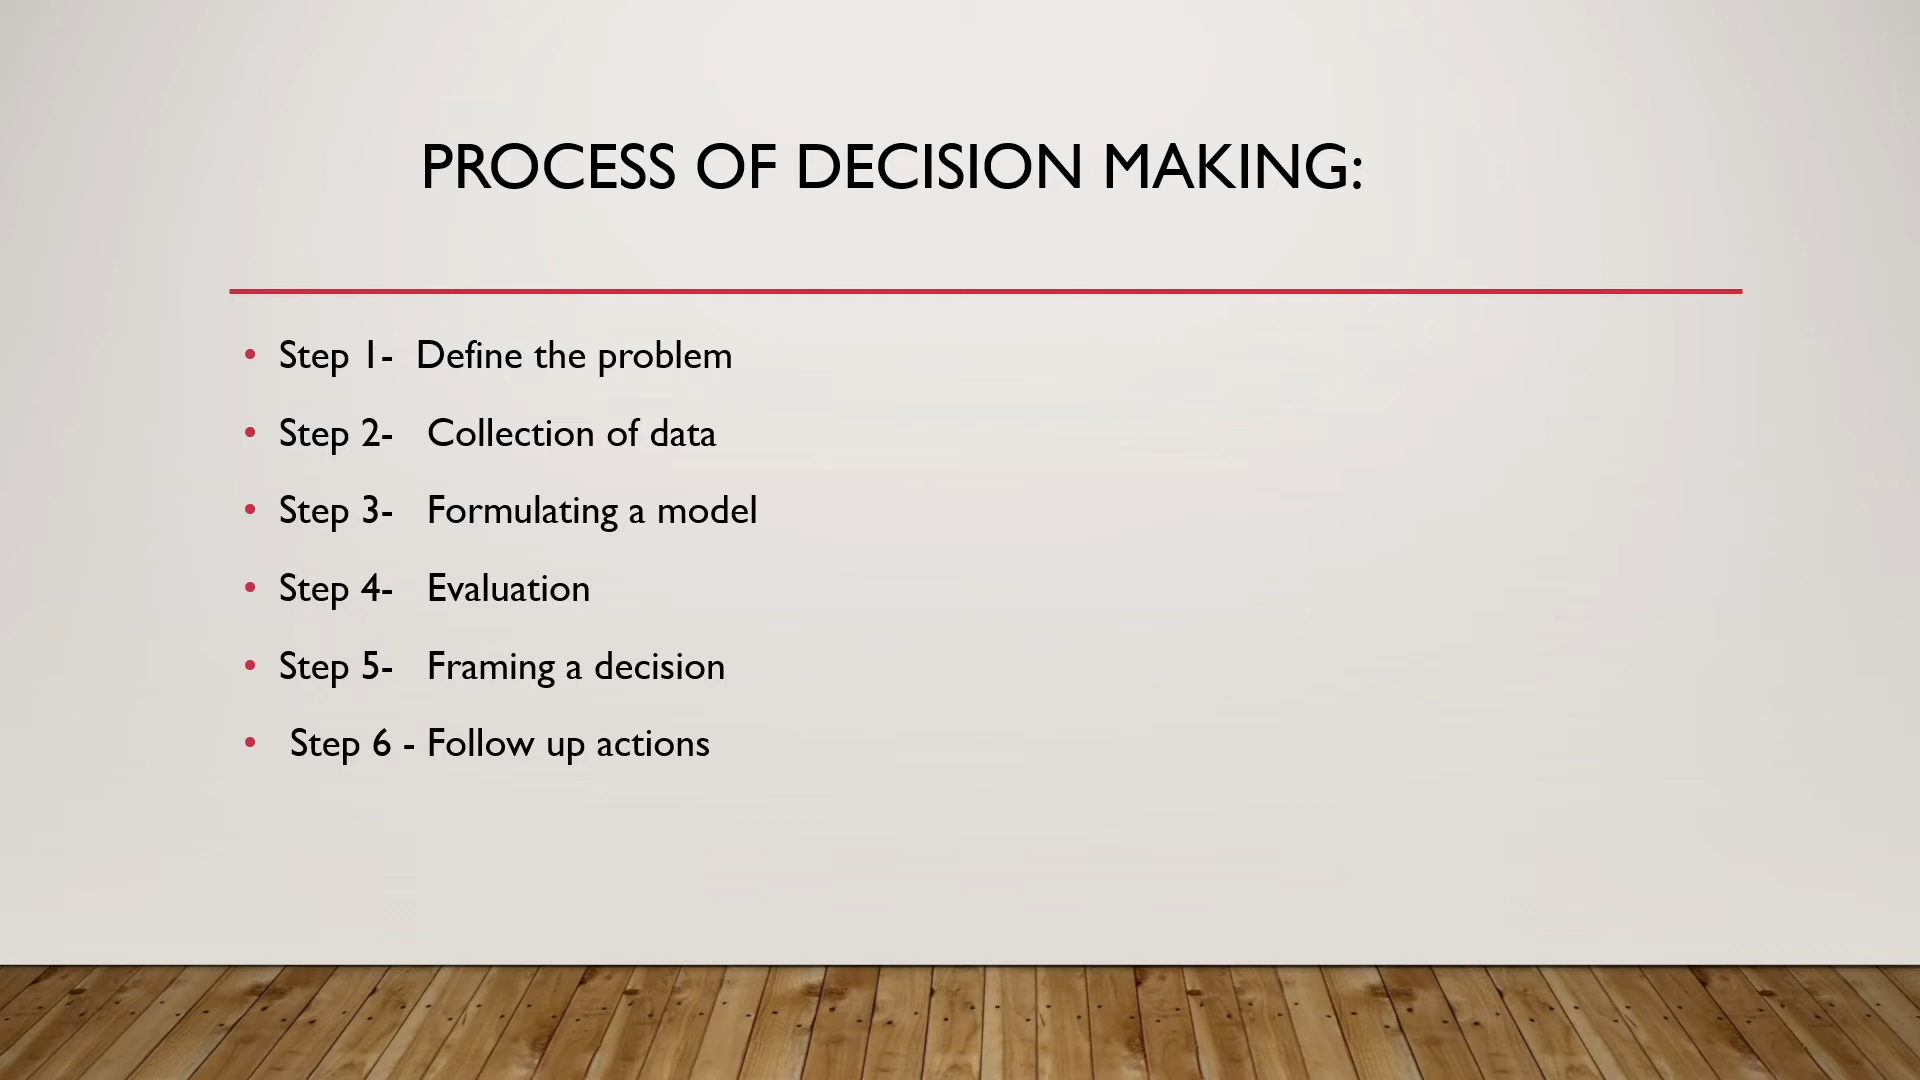 PROCESS OF DECISION MAKING:
• Step 1- Define the problem
• Step 2- Collection of data
• Step 3- Formulating a model
• Step 4- Evaluation
• Step 5- Framing a decision
• Step 6 - Follow up actions